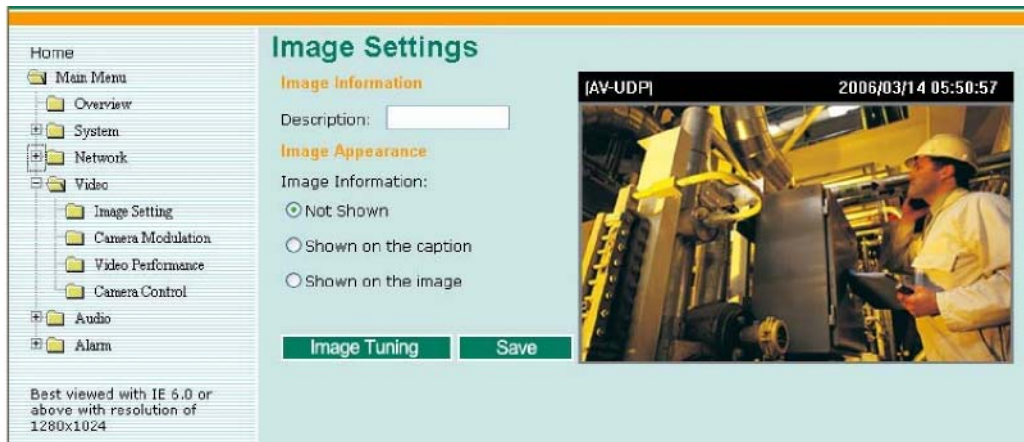 Home
Main Menu
Overview
System
Network
Video
Image Setting
Camera Modulation
Video Performance
Camera Control
Audio
Alarm
Best viewed with IE 6.0 or
above with resolution of
1280x1024
Image Settings
Image Information
Description:
Image Appearance
Image Information:
Not Shown
Shown on the caption
Shown on the image
Image Tuning
Save
(AV-UDP) 2006/03/14 05:50:57